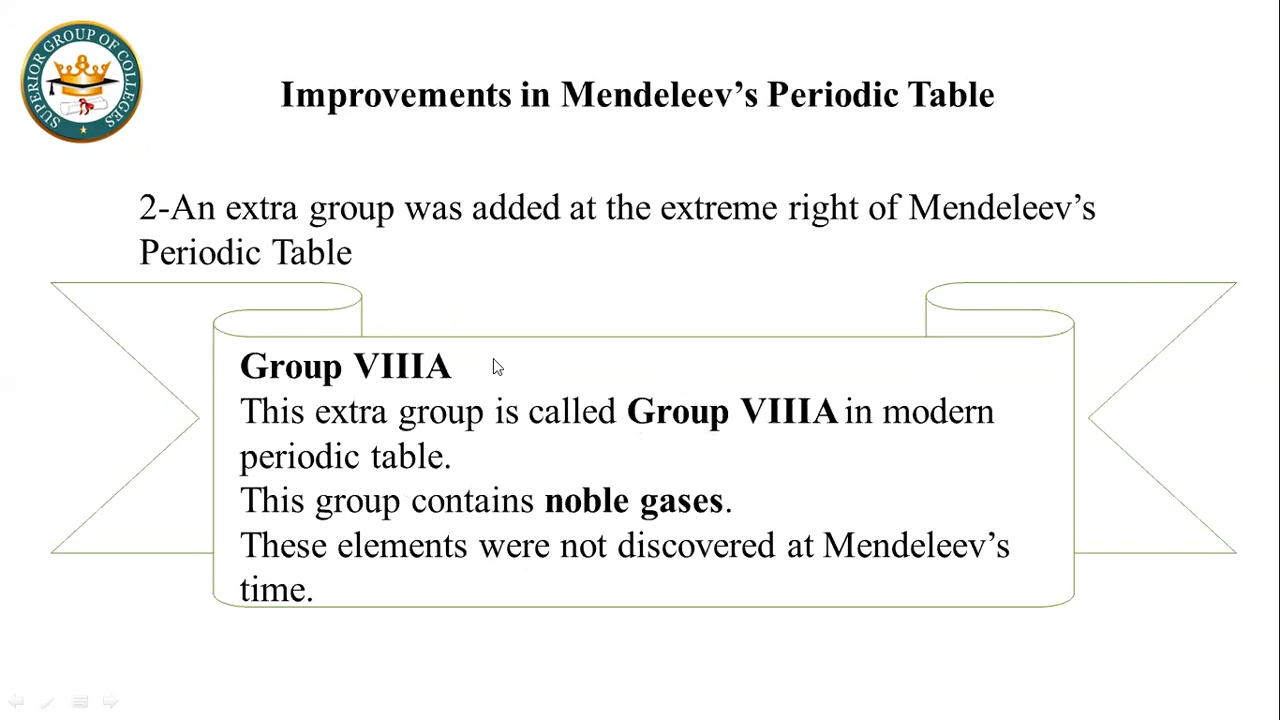 SUPERIOR GROUP OF COLLEGES
Improvements in Mendeleev’s Periodic Table
2-An extra group was added at the extreme right of Mendeleev’s
Periodic Table
Group VIIIA
This extra group is called Group VIIIA in modern
periodic table.
This group contains noble gases.
These elements were not discovered at Mendeleev’s
time.